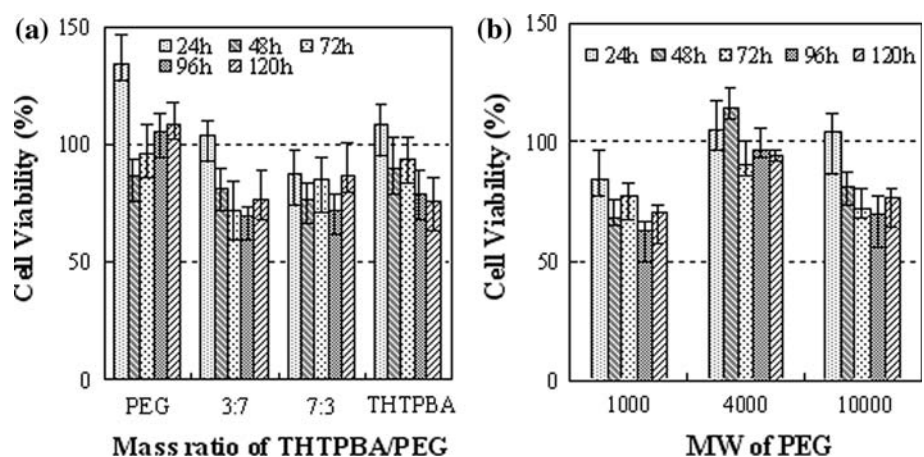 (a)
150
100
50
0
Cell Viability (%)
24h 48h 72h
96h 120h
PEG 3:7 7:3 THTPBA
Mass ratio of THTPBA/PEG
(b)
150
100
50
0
Cell Viability (%)
24h 48h 72h 96h 120h
1000 4000 10000
MW of PEG